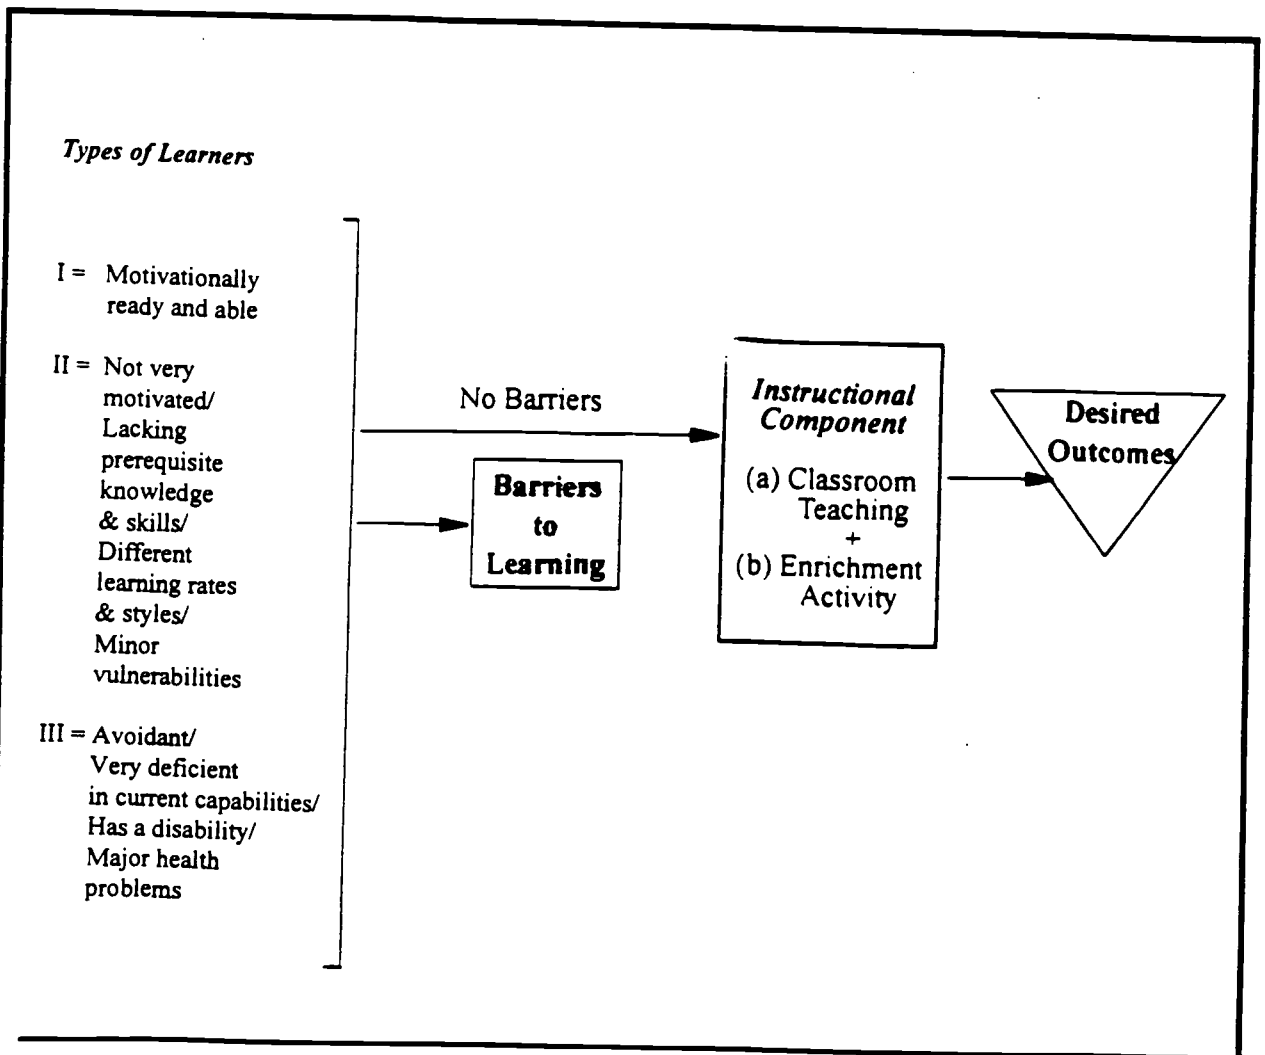 Types of Learners
I = Motivationally
ready and able
II = Not very
motivated/
Lacking
prerequisite
knowledge
& skills/
Different
learning rates
& styles/
Minor
vulnerabilities
III = Avoidant/
Very deficient
in current capabilities/
Has a disability/
Major health
problems
No Barriers
Barriers
to
Learning
Instructional
Component
(a) Classroom
Teaching
+
(b) Enrichment
Activity
Desired
Outcomes